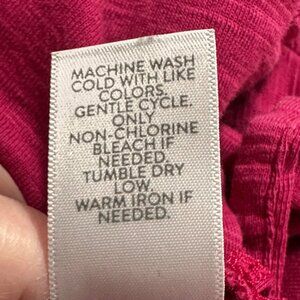 MACHINE WASH
COLD WITH LIKE
COLORS.
GENTLE CYCLE.
ONLY
NON-CHLORINE
BLEACH IF
NEEDED.
TUMBLE DRY
LOW.
WARM IRON IF
NEEDED.